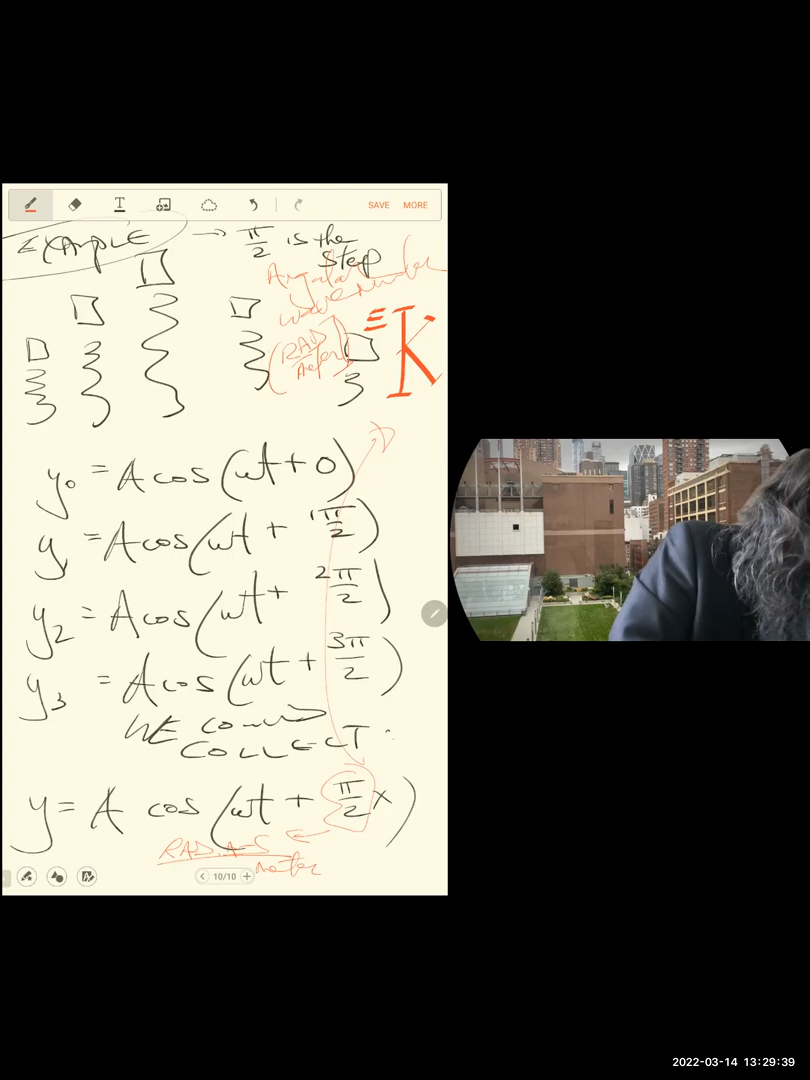 SAVE MORE
EXAMPLE → π/2 is the
step
Angular
wave number
(RAD/meter) ≡ K
y₀ = A cos(ωt + 0)
y₁ = A cos(ωt + 1π/2)
y₂ = A cos(ωt + 2π/2)
y₃ = A cos(ωt + 3π/2)
WE COULD
COLLECT
y = A cos(ωt + π/2 x)
RADIANS
meter
10/10
2022-03-14 13:29:39